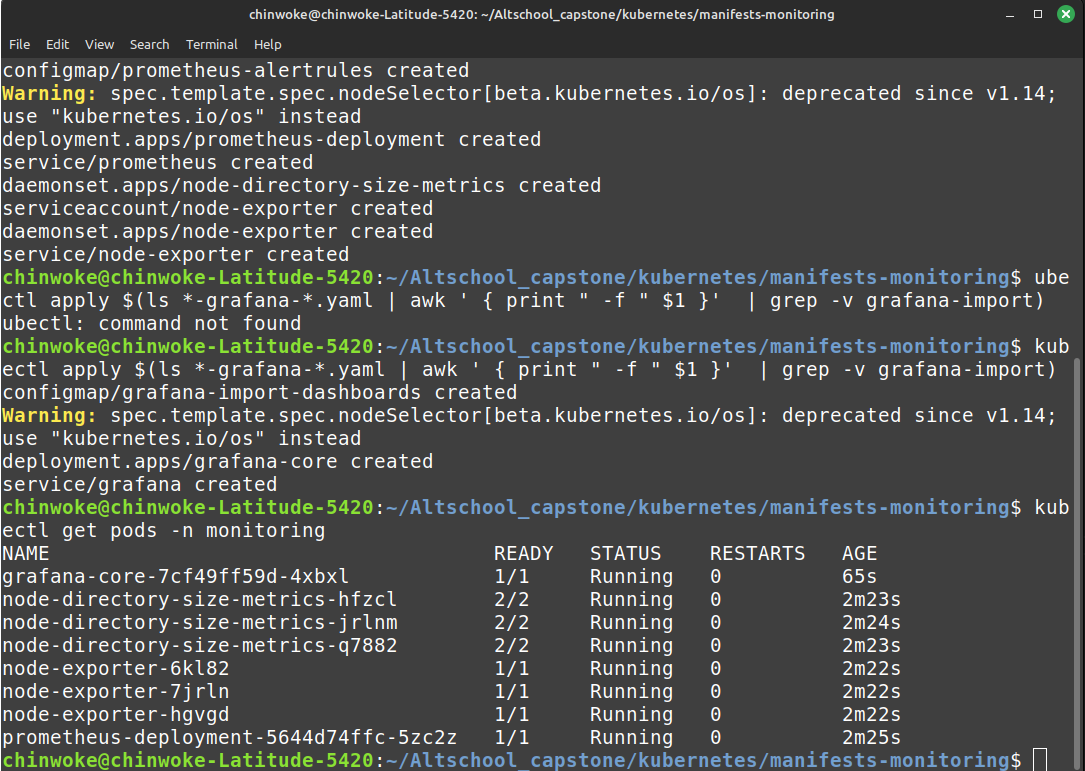 chinwoke@chinwoke-Latitude-5420: ~/Altschool_capstone/kubernetes/manifests-monitoring
File Edit View Search Terminal Help
configmap/prometheus-alertrules created
Warning: spec.template.spec.nodeSelector[beta.kubernetes.io/os]: deprecated since v1.14;
use "kubernetes.io/os" instead
deployment.apps/prometheus-deployment created
service/prometheus created
daemonset.apps/node-directory-size-metrics created
serviceaccount/node-exporter created
daemonset.apps/node-exporter created
service/node-exporter created
chinwoke@chinwoke-Latitude-5420:~/Altschool_capstone/kubernetes/manifests-monitoring$ ube
ctl apply $(ls *-grafana-*.yaml | awk ' { print " -f " $1 }'  | grep -v grafana-import)
ubectl: command not found
chinwoke@chinwoke-Latitude-5420:~/Altschool_capstone/kubernetes/manifests-monitoring$ kub
ectl apply $(ls *-grafana-*.yaml | awk ' { print " -f " $1 }'  | grep -v grafana-import)
configmap/grafana-import-dashboards created
Warning: spec.template.spec.nodeSelector[beta.kubernetes.io/os]: deprecated since v1.14;
use "kubernetes.io/os" instead
deployment.apps/grafana-core created
service/grafana created
chinwoke@chinwoke-Latitude-5420:~/Altschool_capstone/kubernetes/manifests-monitoring$ kub
ectl get pods -n monitoring
NAME READY STATUS RESTARTS AGE
grafana-core-7cf49ff59d-4xbxl 1/1 Running 0 65s
node-directory-size-metrics-hfzcl 2/2 Running 0 2m23s
node-directory-size-metrics-jrlnm 2/2 Running 0 2m24s
node-directory-size-metrics-q7882 2/2 Running 0 2m23s
node-exporter-6kl82 1/1 Running 0 2m22s
node-exporter-7jrln 1/1 Running 0 2m22s
node-exporter-hgvgd 1/1 Running 0 2m22s
prometheus-deployment-5644d74ffc-5zc2z 1/1 Running 0 2m25s
chinwoke@chinwoke-Latitude-5420:~/Altschool_capstone/kubernetes/manifests-monitoring$